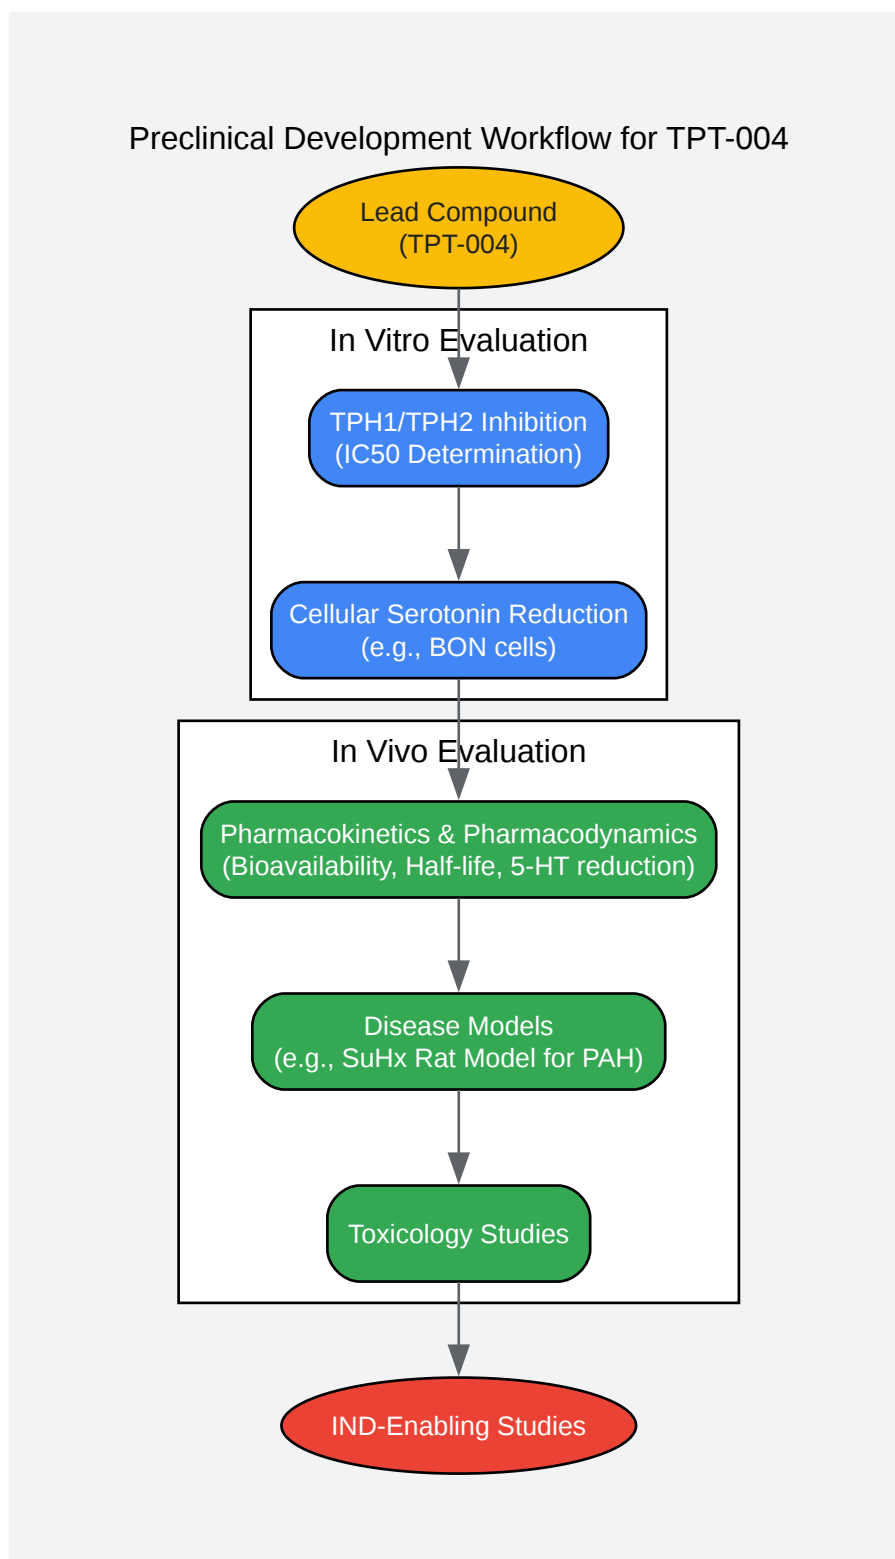 Preclinical Development Workflow for TPT-004
Lead Compound
(TPT-004)
In Vitro Evaluation
TPH1/TPH2 Inhibition
(IC50 Determination)
Cellular Serotonin Reduction
(e.g., BON cells)
In Vivo Evaluation
Pharmacokinetics & Pharmacodynamics
(Bioavailability, Half-life, 5-HT reduction)
Disease Models
(e.g., SuHx Rat Model for PAH)
Toxicology Studies
IND-Enabling Studies